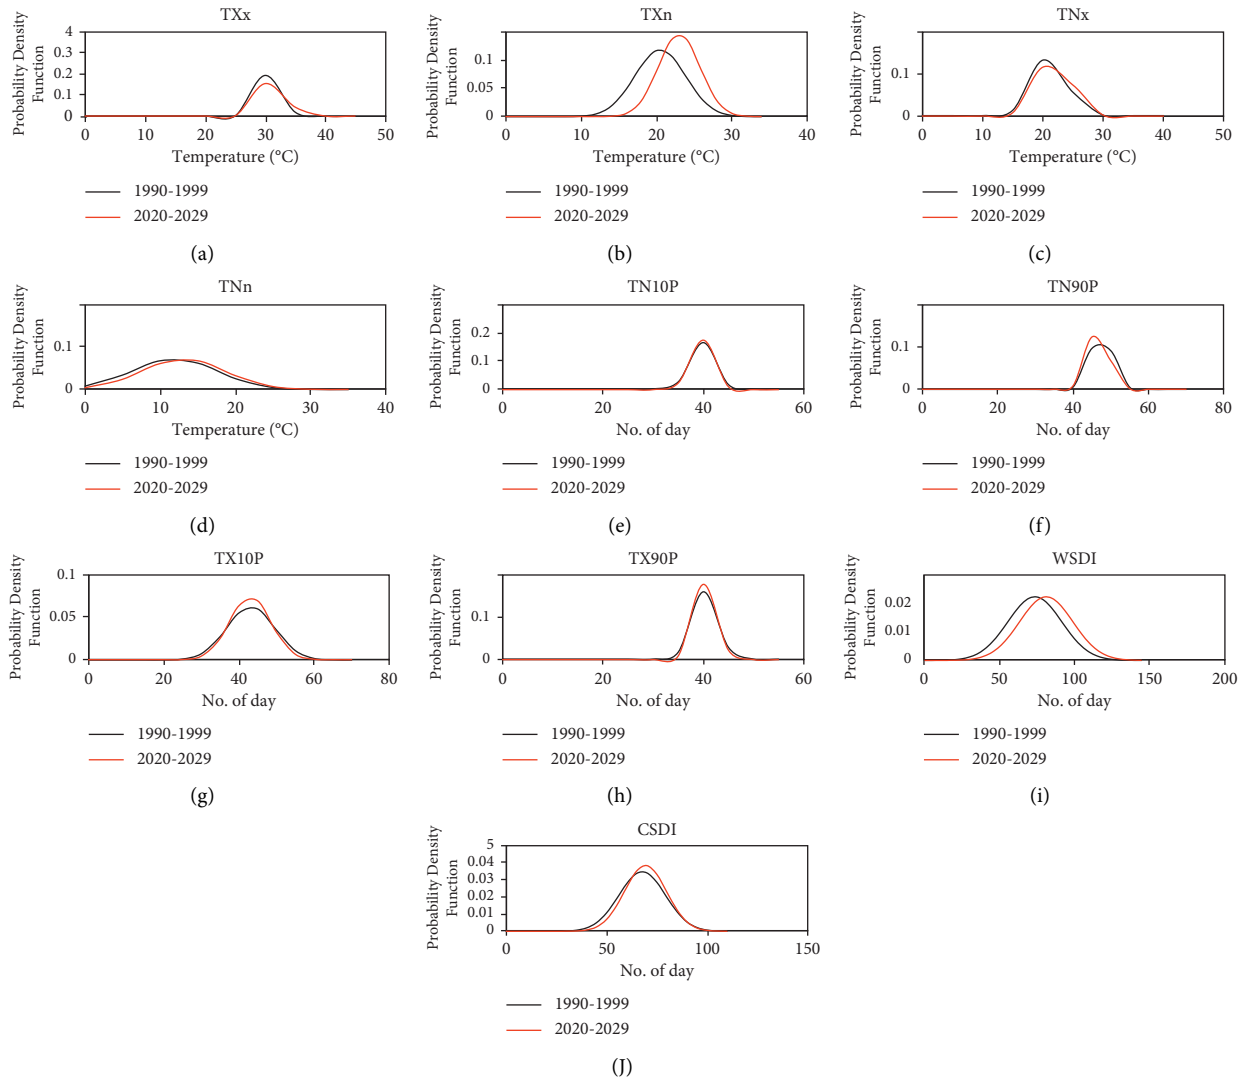 TXx
Probability Density
Function
4
0.3
0.2
0.1
0
0 10 20 30 40 50
Temperature (°C)
1990-1999
2020-2029
(a)
TXn
Probability Density
Function
0.1
0.05
0
0 10 20 30 40
Temperature (°C)
1990-1999
2020-2029
(b)
TNx
Probability Density
Function
0.1
0
0 10 20 30 40 50
Temperature (°C)
1990-1999
2020-2029
(c)
TNn
Probability Density
Function
0.1
0
0 10 20 30 40
Temperature (°C)
1990-1999
2020-2029
(d)
TN10P
Probability Density
Function
0.2
0.1
0
0 20 40 60
No. of day
1990-1999
2020-2029
(e)
TN90P
Probability Density
Function
0.1
0
0 20 40 60 80
No. of day
1990-1999
2020-2029
(f)
TX10P
Probability Density
Function
0.1
0.05
0
0 20 40 60 80
No. of day
1990-1999
2020-2029
(g)
TX90P
Probability Density
Function
0.1
0
0 20 40 60
No. of day
1990-1999
2020-2029
(h)
WSDI
Probability Density
Function
0.02
0.01
0
0 50 100 150 200
No. of day
1990-1999
2020-2029
(i)
CSDI
Probability Density
Function
5
0.04
0.03
0.02
0.01
0
0 50 100 150
No. of day
1990-1999
2020-2029
(J)